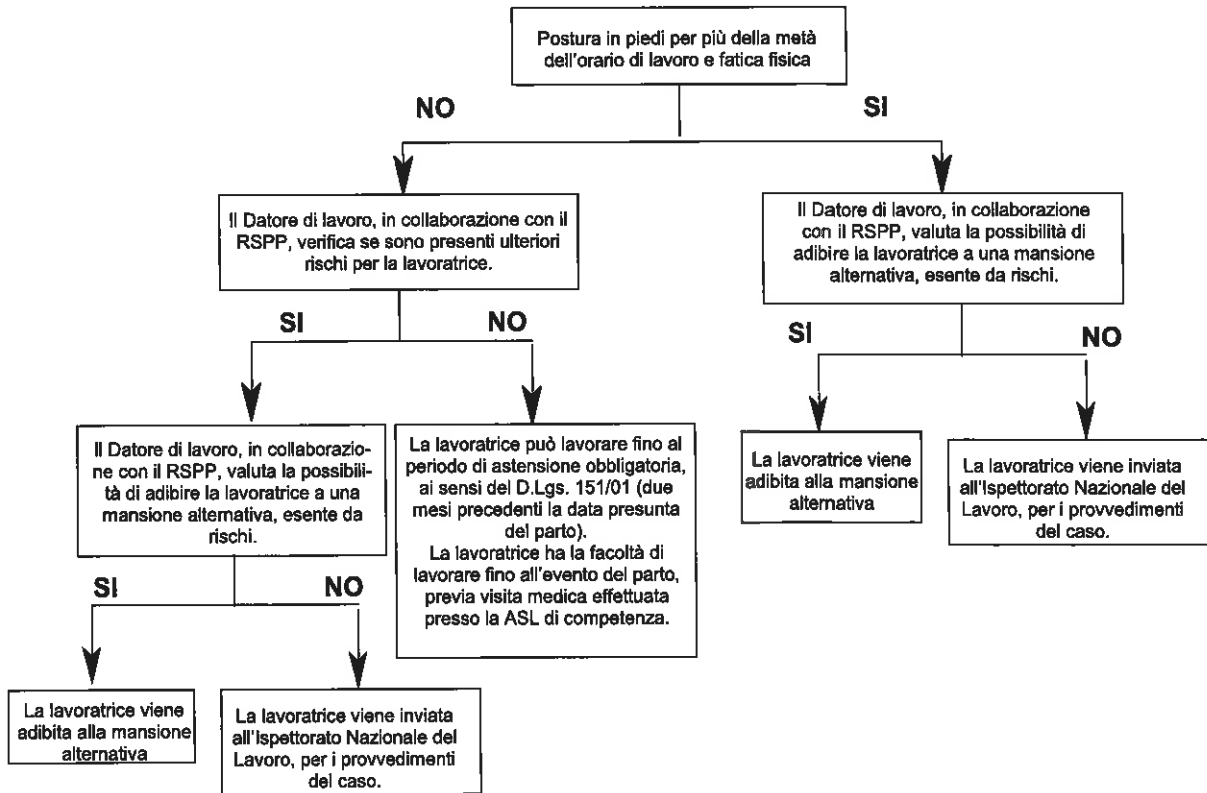 Postura in piedi per più della metà
dell'orario di lavoro e fatica fisica
NO
SI
Il Datore di lavoro, in collaborazione con il
RSPP, verifica se sono presenti ulteriori
rischi per la lavoratrice.
Il Datore di lavoro, in collaborazione
con il RSPP, valuta la possibilità di
adibire la lavoratrice a una mansione
alternativa, esente da rischi.
SI
NO
SI
NO
Il Datore di lavoro, in collaborazio-
ne con il RSPP, valuta la possibili-
tà di adibire la lavoratrice a una
mansione alternativa, esente da
rischi.
La lavoratrice può lavorare fino al
periodo di astensione obbligatoria,
ai sensi del D.Lgs. 151/01 (due
mesi precedenti la data presunta
del parto).
La lavoratrice ha la facoltà di
lavorare fino all'evento del parto,
previa visita medica effettuata
presso la ASL di competenza.
La lavoratrice viene
adibita alla mansione
alternativa
La lavoratrice viene inviata
all'Ispettorato Nazionale del
Lavoro, per i provvedimenti
del caso.
SI
NO
La lavoratrice viene
adibita alla mansione
alternativa
La lavoratrice viene inviata
all'Ispettorato Nazionale del
Lavoro, per i provvedimenti
del caso.